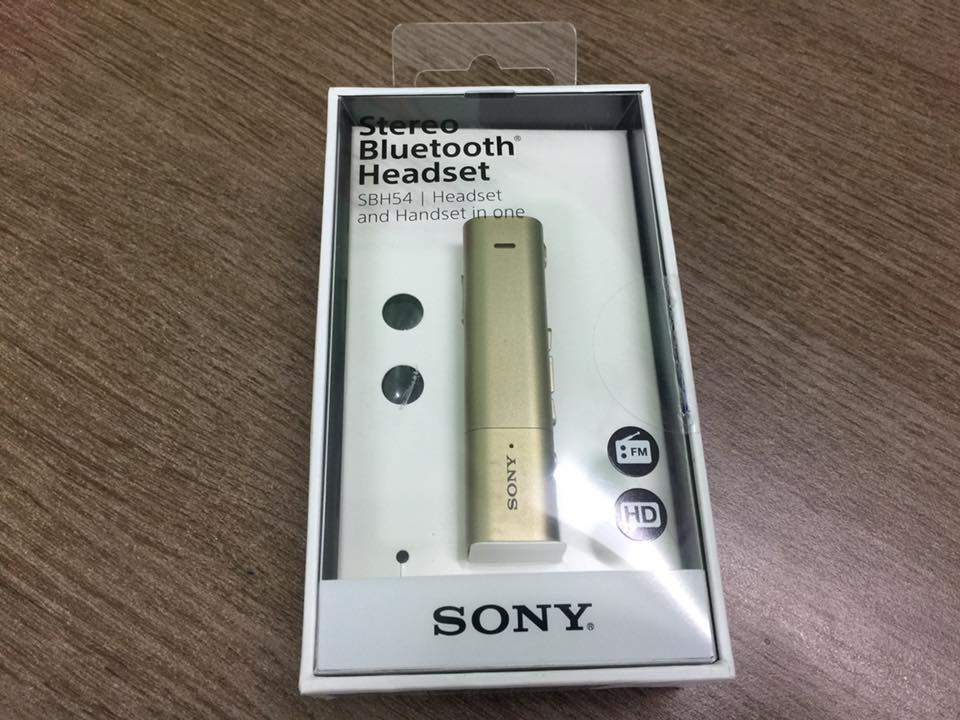 Stereo
Bluetooth®
Headset
SBH54 | Headset
and Handset in one
SONY
FM
HD
SONY®